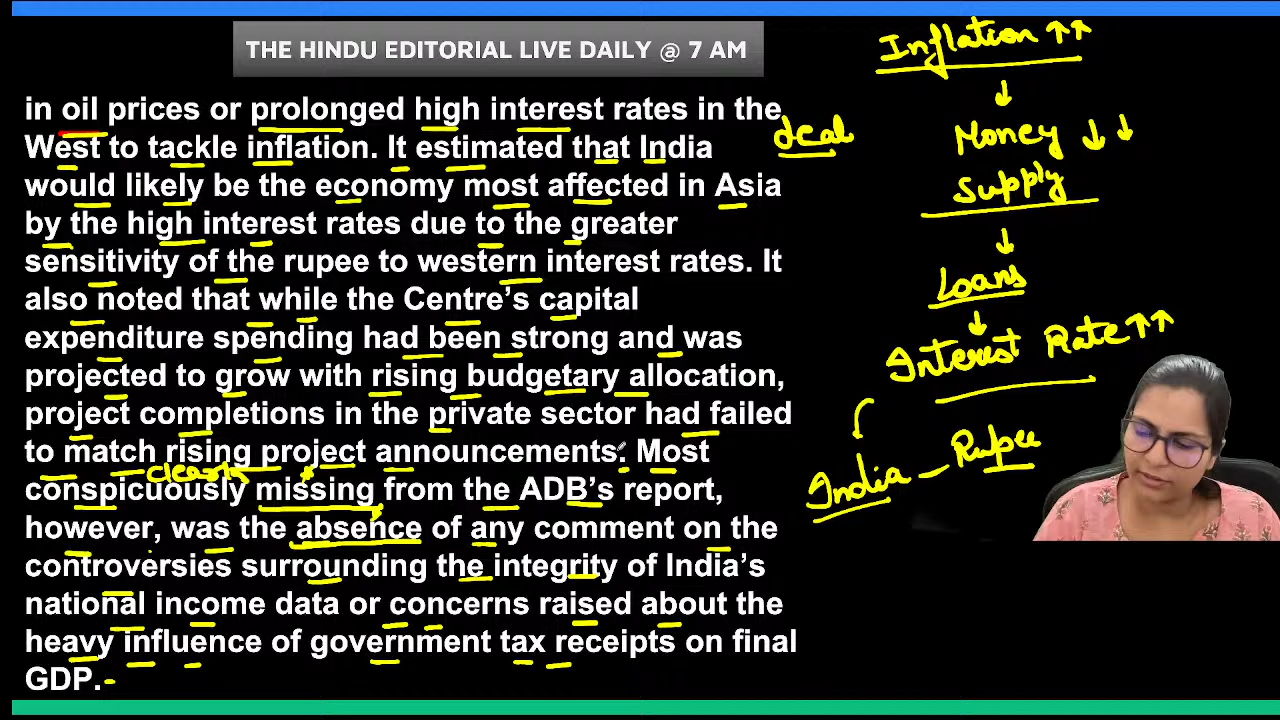 THE HINDU EDITORIAL LIVE DAILY @ 7 AM
in oil prices or prolonged high interest rates in the
West to tackle inflation. It estimated that India
would likely be the economy most affected in Asia
by the high interest rates due to the greater
sensitivity of the rupee to western interest rates. It
also noted that while the Centre’s capital
expenditure spending had been strong and was
projected to grow with rising budgetary allocation,
project completions in the private sector had failed
to match rising project announcements. Most
conspicuously missing from the ADB’s report,
however, was the absence of any comment on the
controversies surrounding the integrity of India’s
national income data or concerns raised about the
heavy influence of government tax receipts on final
GDP.
deal
Inflation ↑↑
↓
Money ↓↓
Supply
↓
Loans
↓
Interest Rate ↑↑
India - Rupee